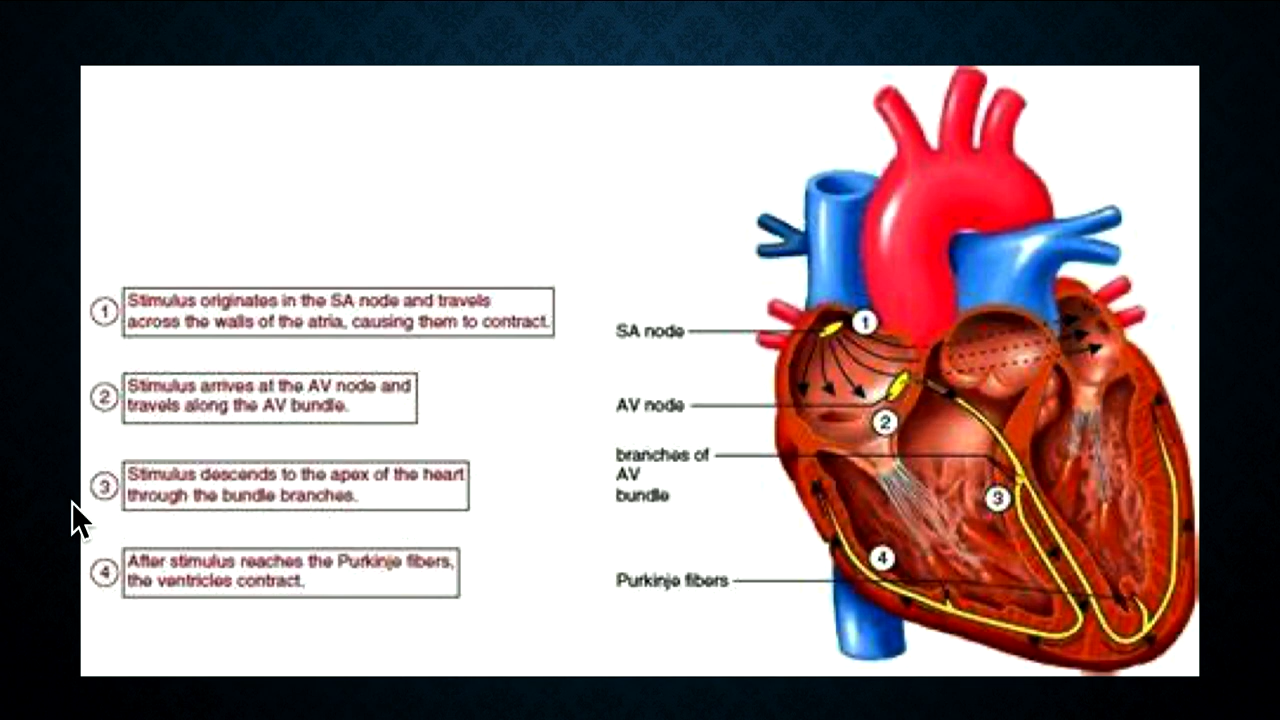 1
Stimulus originates in the SA node and travels
across the walls of the atria, causing them to contract.
2
Stimulus arrives at the AV node and
travels along the AV bundle.
3
Stimulus descends to the apex of the heart
through the bundle branches.
4
After stimulus reaches the Purkinje fibers,
the ventricles contract.
SA node
AV node
branches of
AV
bundle
Purkinje fibers
1
2
3
4